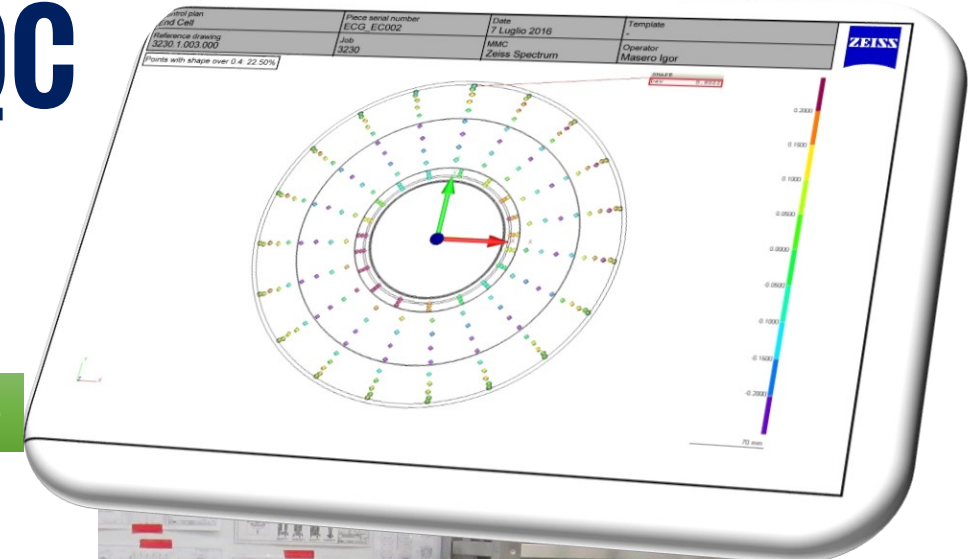 QC
End Cell
Piece serial number
ECG_EC002
Date
7 Luglio 2016
Template
-
Reference drawing
3230.1.003.000
Job
3230
MMC
Zeiss Spectrum
Operator
Masero Igor
ZEISS
Points with shape over 0.4: 22.50%
0.2000
0.1500
0.1000
0.0500
0.0000
-0.0500
-0.1000
-0.1500
-0.2000
70 mm